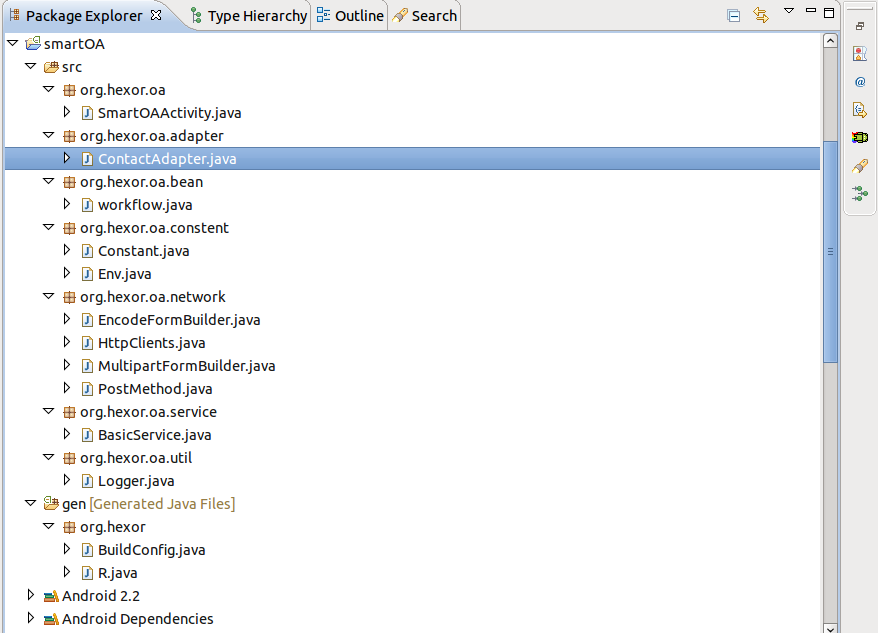 Package Explorer Type Hierarchy Outline Search
smartOA
src
org.hexor.oa
SmartOAActivity.java
org.hexor.oa.adapter
ContactAdapter.java
org.hexor.oa.bean
workflow.java
org.hexor.oa.constent
Constant.java
Env.java
org.hexor.oa.network
EncodeFormBuilder.java
HttpClients.java
MultipartFormBuilder.java
PostMethod.java
org.hexor.oa.service
BasicService.java
org.hexor.oa.util
Logger.java
gen [Generated Java Files]
org.hexor
BuildConfig.java
R.java
Android 2.2
Android Dependencies